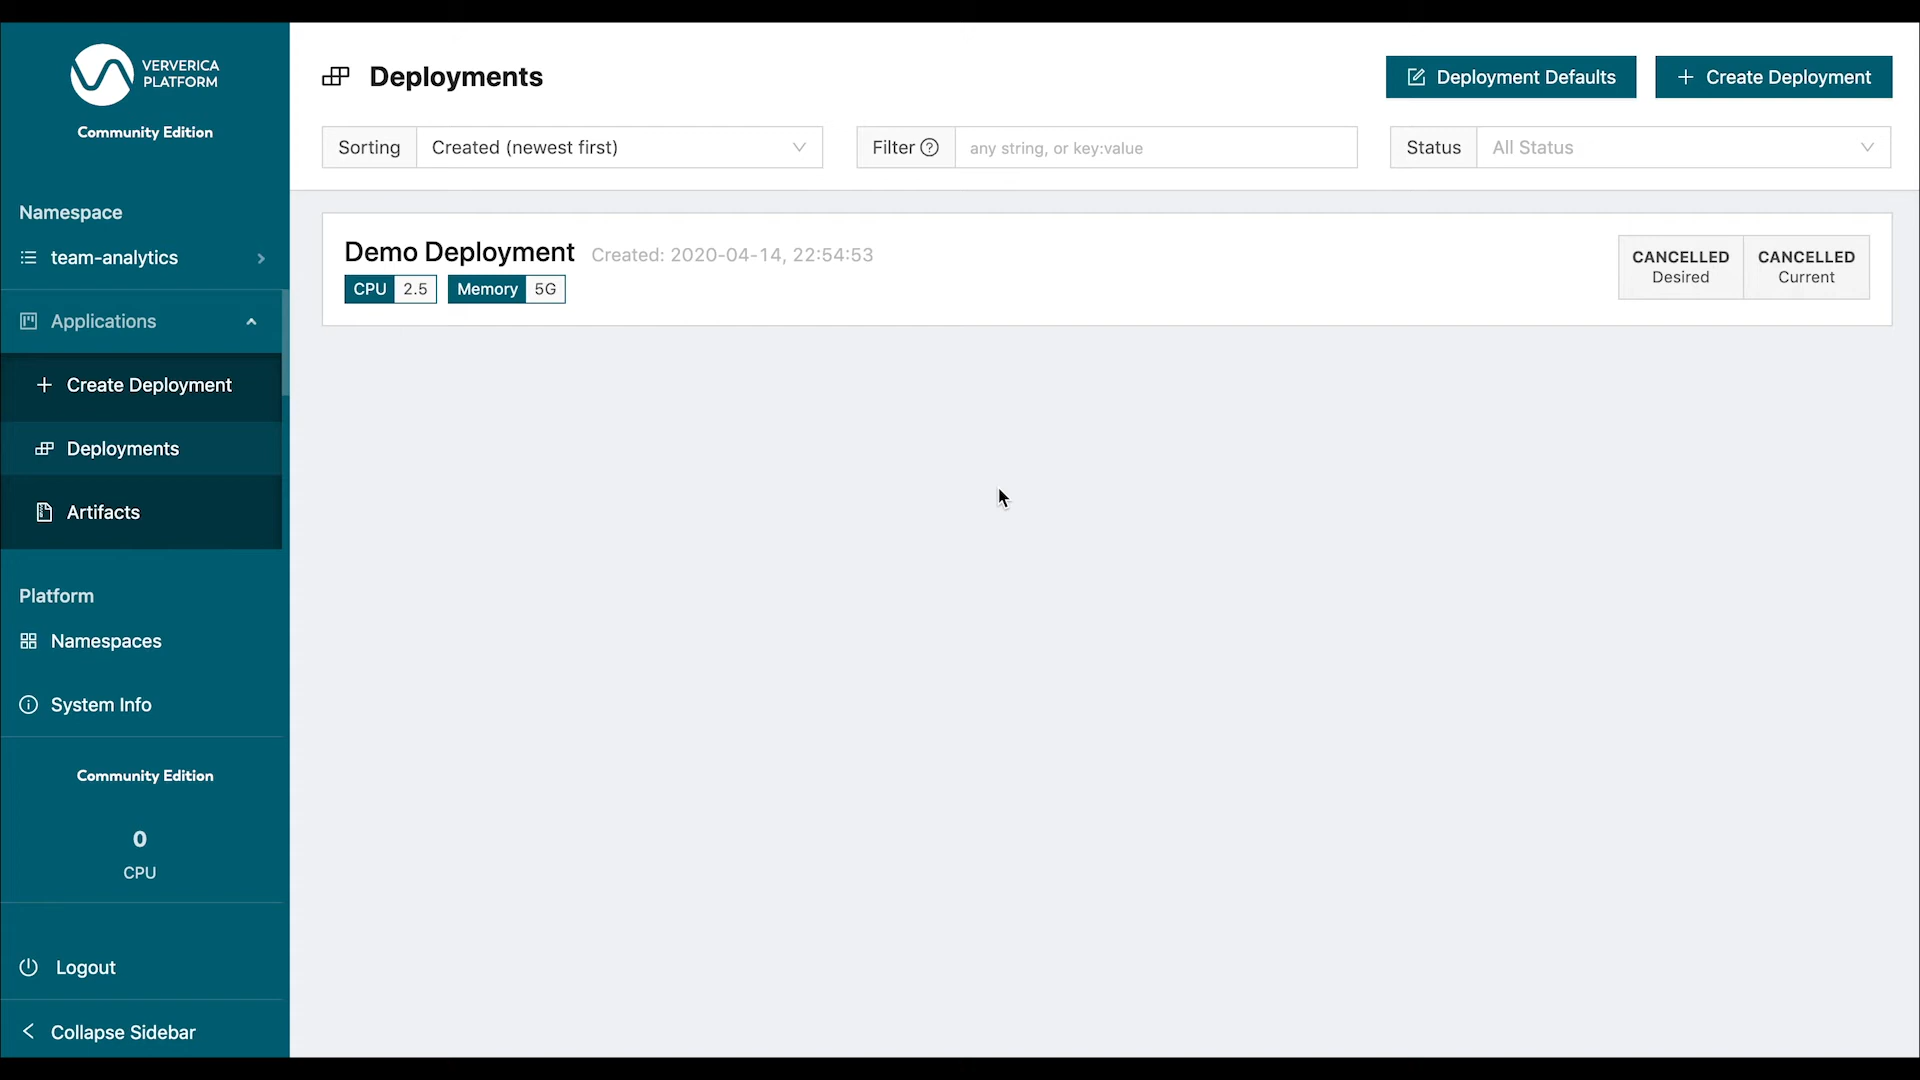 VERVERICA
PLATFORM
Community Edition
Namespace
team-analytics
Applications
Create Deployment
Deployments
Artifacts
Platform
Namespaces
System Info
Community Edition
0
CPU
Logout
Collapse Sidebar
Deployments
Deployment Defaults
Create Deployment
Sorting Created (newest first)
Filter any string, or key:value
Status All Status
Demo Deployment Created: 2020-04-14, 22:54:53
CPU 2.5 Memory 5G
CANCELLED CANCELLED
Desired Current